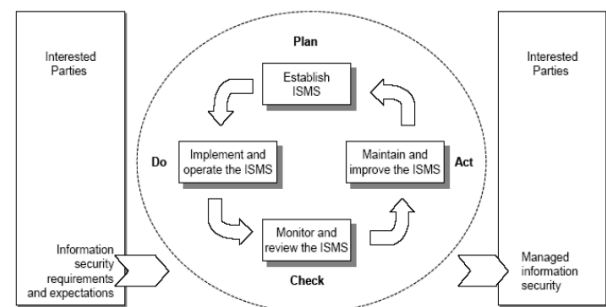 Interested
Parties
Information
security
requirements
and expectations
Plan
Establish
ISMS
Do
Implement and
operate the ISMS
Maintain and
improve the ISMS
Act
Monitor and
review the ISMS
Check
Interested
Parties
Managed
information
security